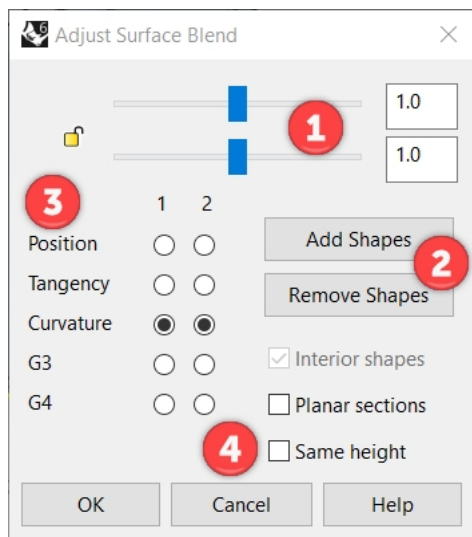 6 Adjust Surface Blend
1.0
1
1.0
3
1 2
Position
Add Shapes
2
Tangency
Remove Shapes
Curvature
Interior shapes
G3
Planar sections
G4
4
Same height
OK Cancel Help